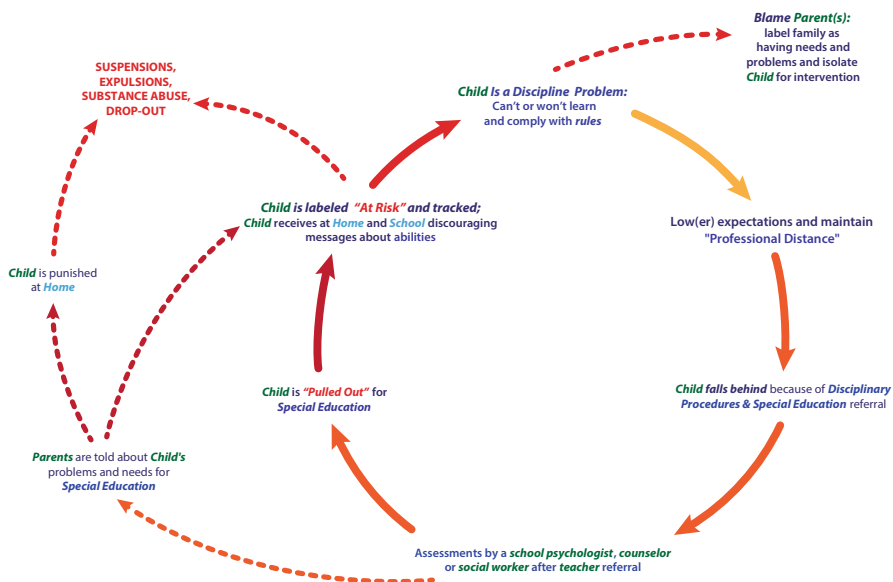 Blame Parent(s):
label family as
having needs and
problems and isolate
Child for intervention
SUSPENSIONS,
EXPULSIONS,
SUBSTANCE ABUSE,
DROP-OUT
Child Is a Discipline Problem:
Can't or won't learn
and comply with rules
Child is labeled "At Risk" and tracked;
Child receives at Home and School discouraging
messages about abilities
Low(er) expectations and maintain
"Professional Distance"
Child is punished
at Home
Child is "Pulled Out" for
Special Education
Child falls behind because of Disciplinary
Procedures & Special Education referral
Parents are told about Child's
problems and needs for
Special Education
Assessments by a school psychologist, counselor
or social worker after teacher referral